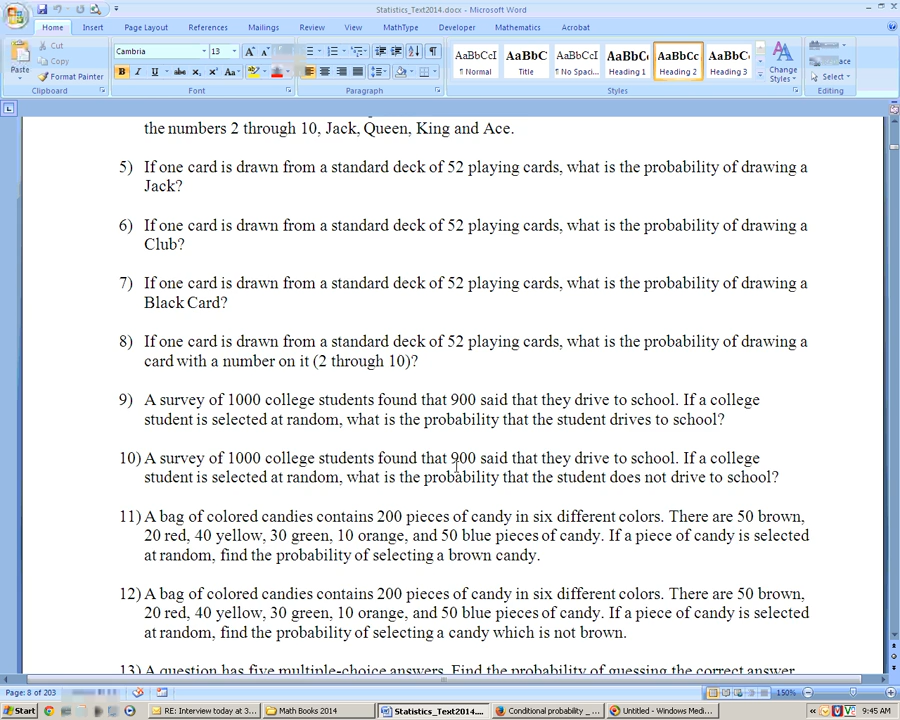 Statistics_Text2014.docx - Microsoft Word
Home Insert Page Layout References Mailings Review View MathType Developer Mathematics Acrobat
Paste
Cut
Copy
Format Painter
Clipboard
Cambria 13
Font
Paragraph
AaBbCcI AaBbC AaBbCcI AaBbC AaBbCc AaBbC
¶ Normal Title ¶ No Spaci... Heading 1 Heading 2 Heading 3
Change Styles
Styles
Select
Editing
the numbers 2 through 10, Jack, Queen, King and Ace.
5) If one card is drawn from a standard deck of 52 playing cards, what is the probability of drawing a
Jack?
6) If one card is drawn from a standard deck of 52 playing cards, what is the probability of drawing a
Club?
7) If one card is drawn from a standard deck of 52 playing cards, what is the probability of drawing a
Black Card?
8) If one card is drawn from a standard deck of 52 playing cards, what is the probability of drawing a
card with a number on it (2 through 10)?
9) A survey of 1000 college students found that 900 said that they drive to school. If a college
student is selected at random, what is the probability that the student drives to school?
10) A survey of 1000 college students found that 900 said that they drive to school. If a college
student is selected at random, what is the probability that the student does not drive to school?
11) A bag of colored candies contains 200 pieces of candy in six different colors. There are 50 brown,
20 red, 40 yellow, 30 green, 10 orange, and 50 blue pieces of candy. If a piece of candy is selected
at random, find the probability of selecting a brown candy.
12) A bag of colored candies contains 200 pieces of candy in six different colors. There are 50 brown,
20 red, 40 yellow, 30 green, 10 orange, and 50 blue pieces of candy. If a piece of candy is selected
at random, find the probability of selecting a candy which is not brown.
13) A question has five multiple-choice answers. Find the probability of guessing the correct answer
Page: 8 of 203
150%
Start RE: Interview today at 3... Math Books 2014 Statistics_Text2014.... Conditional probability _ ... Untitled - Windows Med... 9:45 AM